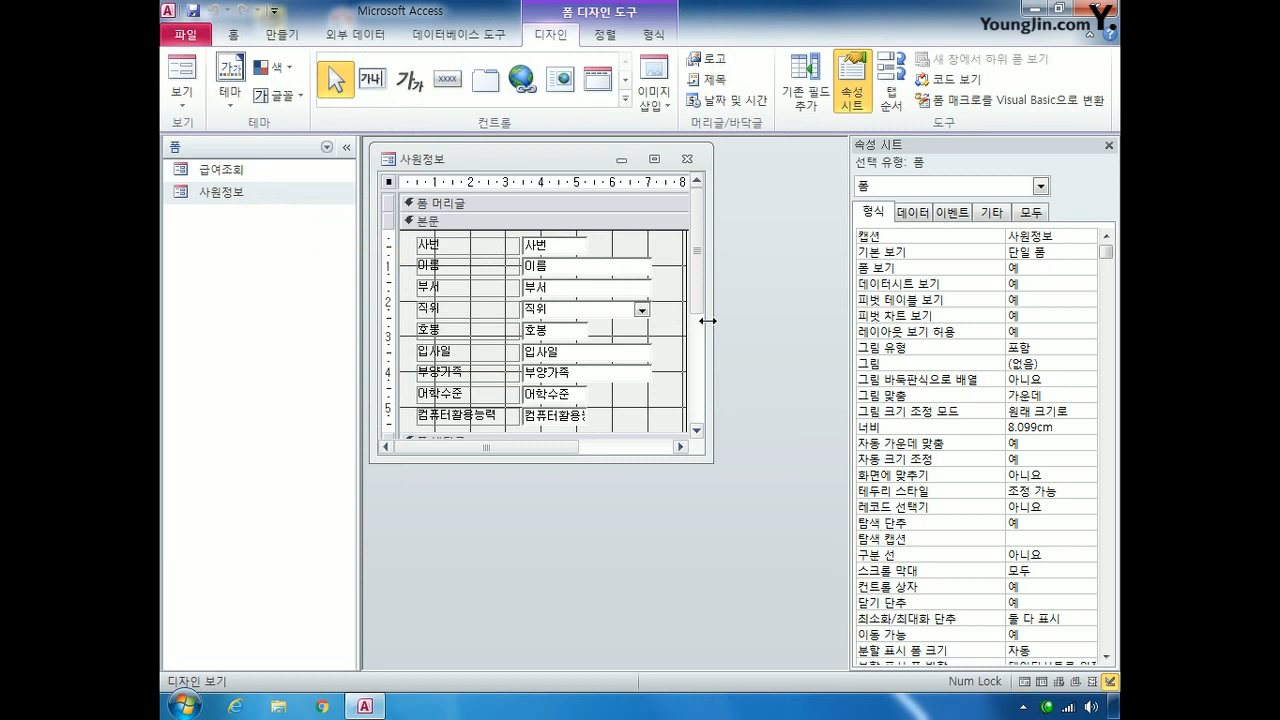 Microsoft Access
폼 디자인 도구
Younglin.com
Y.
파일
홈
만들기
외부 데이터
데이터베이스 도구
디자인
정렬
형식
보기
테마
색
글꼴
가나
가가
xxxx
이미지 삽입
로고
제목
날짜 및 시간
기존 필드 추가
속성 시트
탭 순서
새 창에서 하위 폼 보기
코드 보기
폼 매크로를 Visual Basic으로 변환
보기
테마
컨트롤
머리글/바닥글
도구
폼
급여조회
사원정보
사원정보
1 2 3 4 5 6 7 8
폼 머리글
본문
사번 사번
이름 이름
부서 부서
직위 직위
호봉 호봉
입사일 입사일
부양가족 부양가족
어학수준 어학수준
컴퓨터활용능력 컴퓨터활용
1
2
3
4
5
속성 시트
선택 유형: 폼
폼
형식 데이터 이벤트 기타 모두
캡션 사원정보
기본 보기 단일 폼
폼 보기 예
데이터시트 보기 예
피벗 테이블 보기 예
피벗 차트 보기 예
레이아웃 보기 허용 예
그림 유형 포함
그림 (없음)
그림 바둑판식으로 배열 아니요
그림 맞춤 가운데
그림 크기 조정 모드 원래 크기로
너비 8.099cm
자동 가운데 맞춤 예
자동 크기 조정 예
화면에 맞추기 아니요
테두리 스타일 조정 가능
레코드 선택기 아니요
탐색 단추 예
탐색 캡션
구분 선 아니요
스크롤 막대 모두
컨트롤 상자 예
닫기 단추 예
최소화/최대화 단추 둘 다 표시
이동 가능 예
분할 표시 폼 크기 자동
디자인 보기
Num Lock